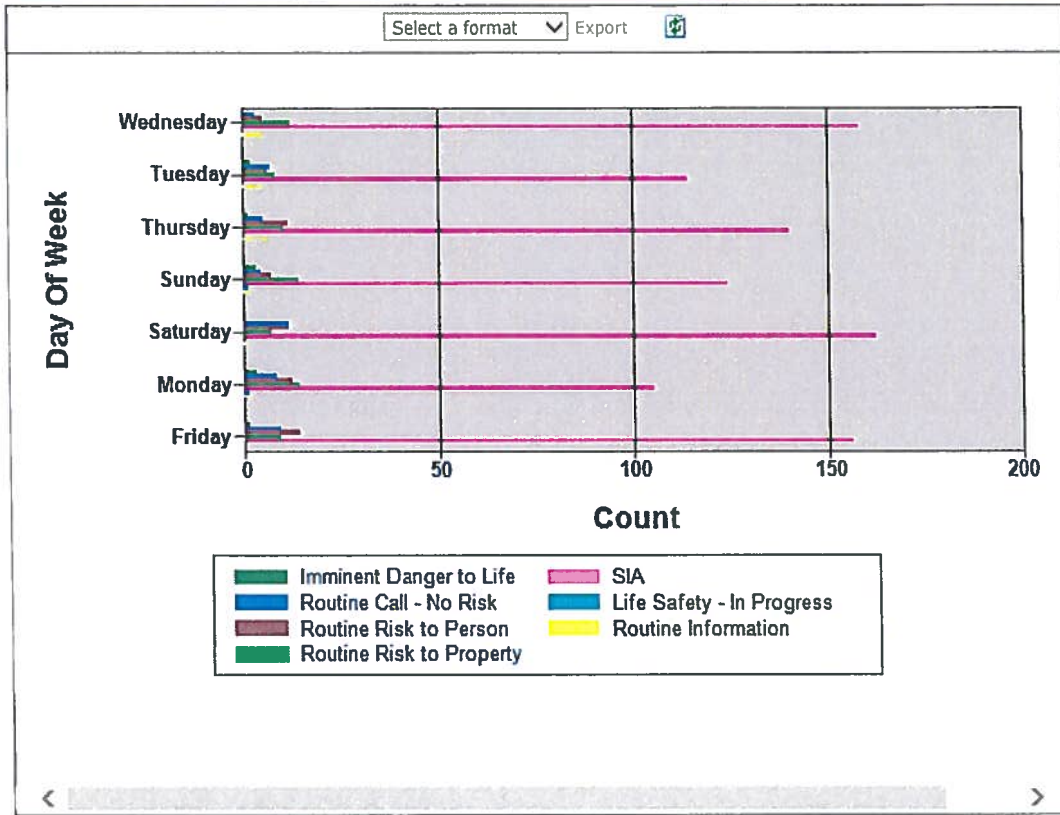 Select a format Export
Wednesday
Tuesday
Thursday
Sunday
Saturday
Monday
Friday
Day Of Week
0 50 100 150 200
Count
Imminent Danger to Life SIA
Routine Call - No Risk Life Safety - In Progress
Routine Risk to Person Routine Information
Routine Risk to Property